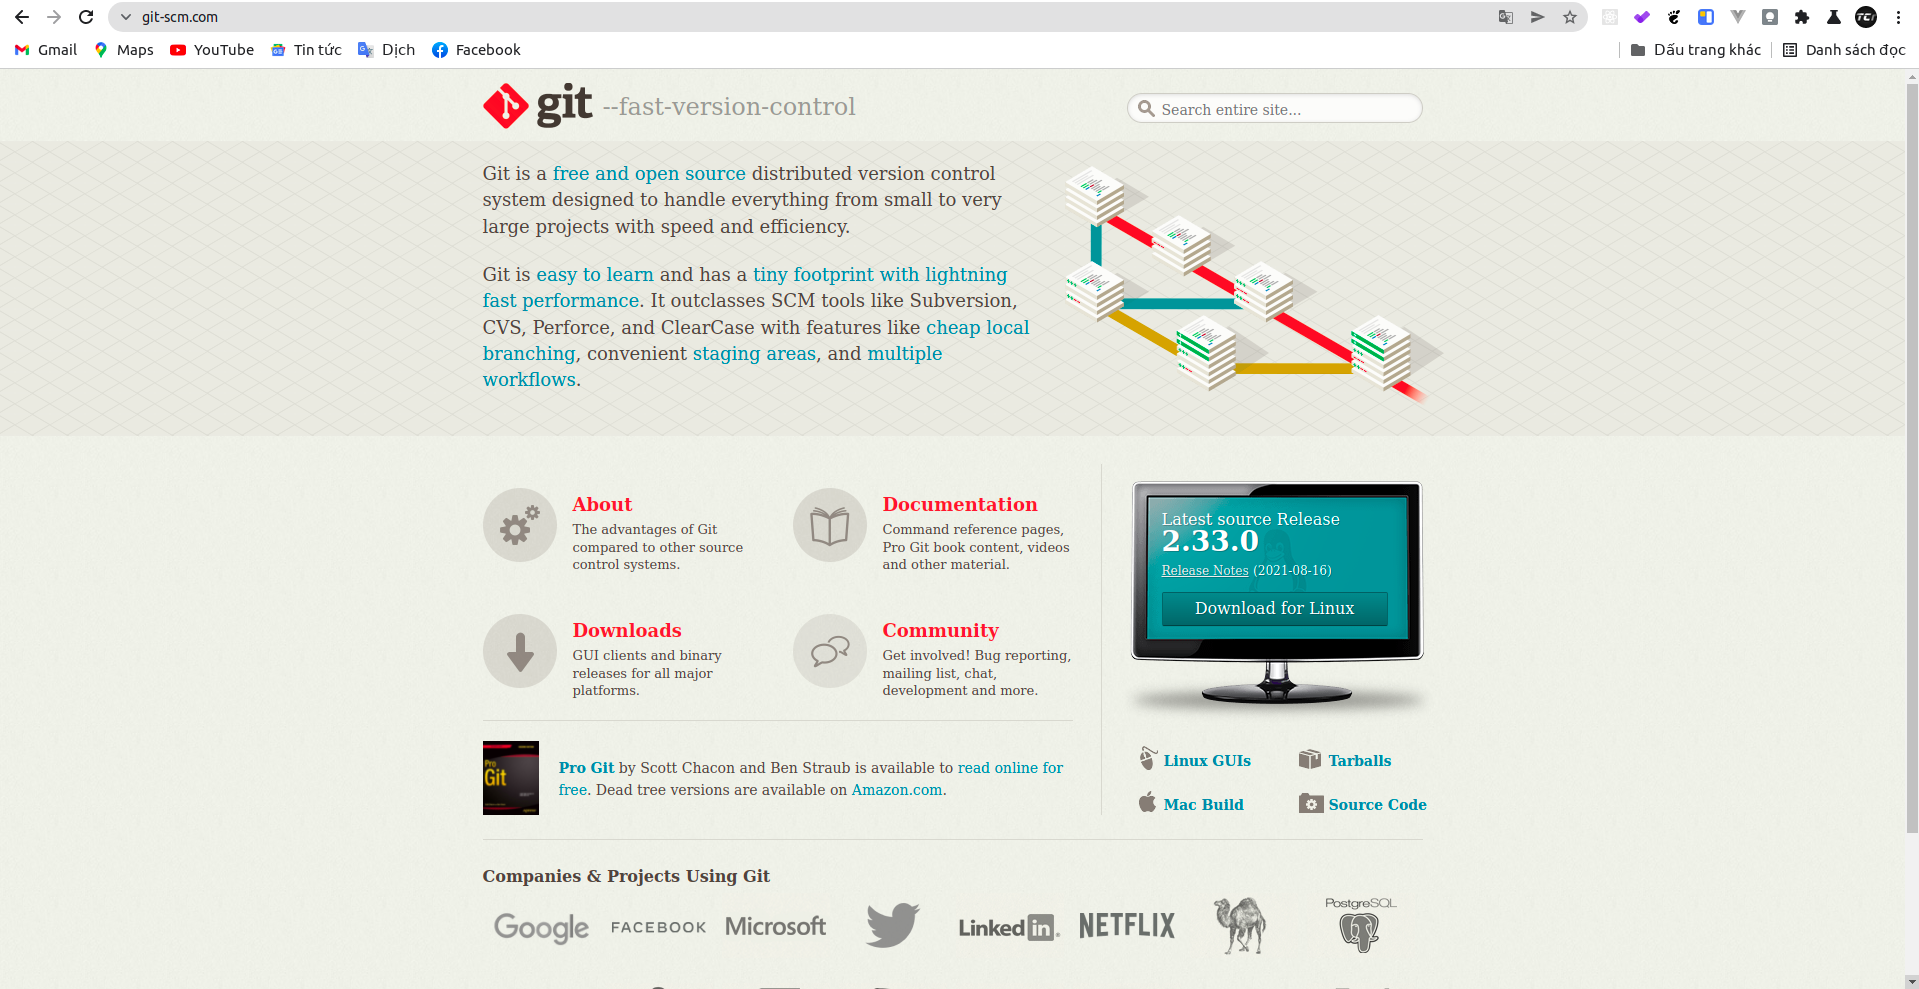 git-scm.com
Gmail
Maps
YouTube
Tin tức
Dịch
Facebook
Dấu trang khác
Danh sách đọc
git --fast-version-control
Search entire site...
Git is a free and open source distributed version control
system designed to handle everything from small to very
large projects with speed and efficiency.
Git is easy to learn and has a tiny footprint with lightning
fast performance. It outclasses SCM tools like Subversion,
CVS, Perforce, and ClearCase with features like cheap local
branching, convenient staging areas, and multiple
workflows.
About
The advantages of Git
compared to other source
control systems.
Documentation
Command reference pages,
Pro Git book content, videos
and other material.
Downloads
GUI clients and binary
releases for all major
platforms.
Community
Get involved! Bug reporting,
mailing list, chat,
development and more.
Latest source Release
2.33.0
Release Notes (2021-08-16)
Download for Linux
Pro
Git
Pro Git by Scott Chacon and Ben Straub is available to read online for
free. Dead tree versions are available on Amazon.com.
Linux GUIs
Tarballs
Mac Build
Source Code
Companies & Projects Using Git
Google
FACEBOOK
Microsoft
Linked in
NETFLIX
PostgreSQL